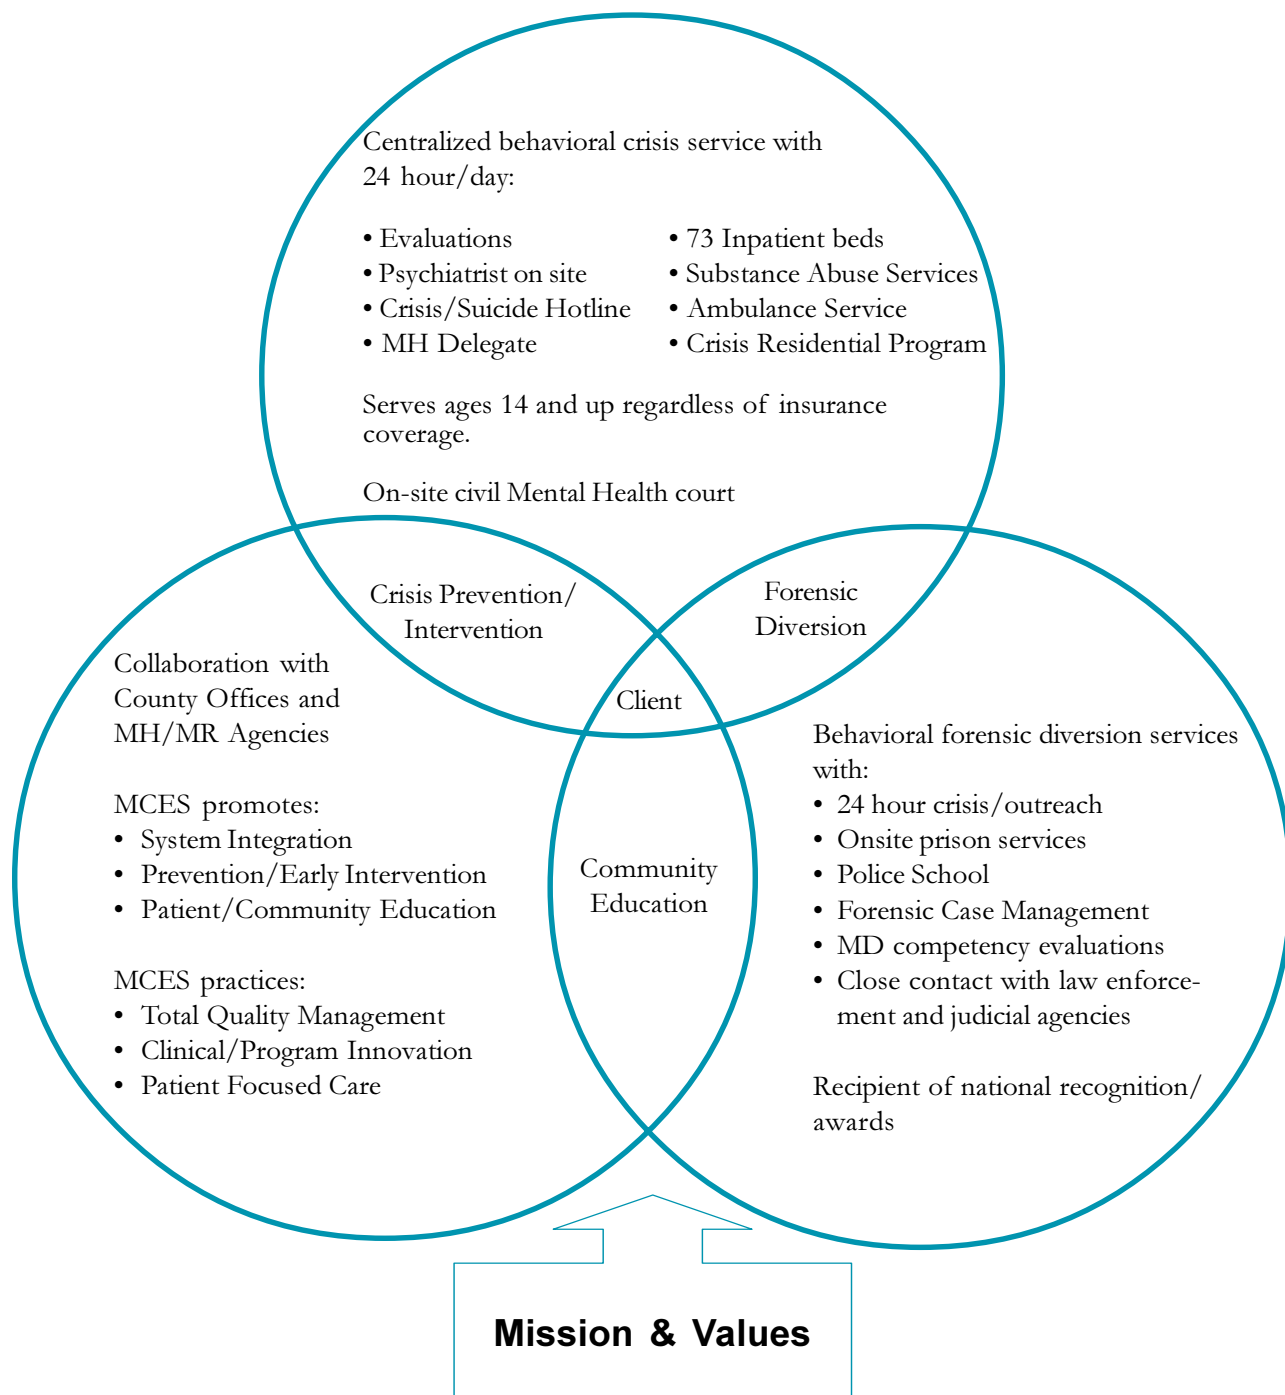 Centralized behavioral crisis service with
24 hour/day:
• Evaluations
• Psychiatrist on site
• Crisis/Suicide Hotline
• MH Delegate
• 73 Inpatient beds
• Substance Abuse Services
• Ambulance Service
• Crisis Residential Program
Serves ages 14 and up regardless of insurance
coverage.
On-site civil Mental Health court
Crisis Prevention/
Intervention
Forensic
Diversion
Client
Collaboration with
County Offices and
MH/MR Agencies
MCES promotes:
• System Integration
• Prevention/Early Intervention
• Patient/Community Education
MCES practices:
• Total Quality Management
• Clinical/Program Innovation
• Patient Focused Care
Community
Education
Behavioral forensic diversion services
with:
• 24 hour crisis/outreach
• Onsite prison services
• Police School
• Forensic Case Management
• MD competency evaluations
• Close contact with law enforce-
ment and judicial agencies
Recipient of national recognition/
awards
Mission & Values